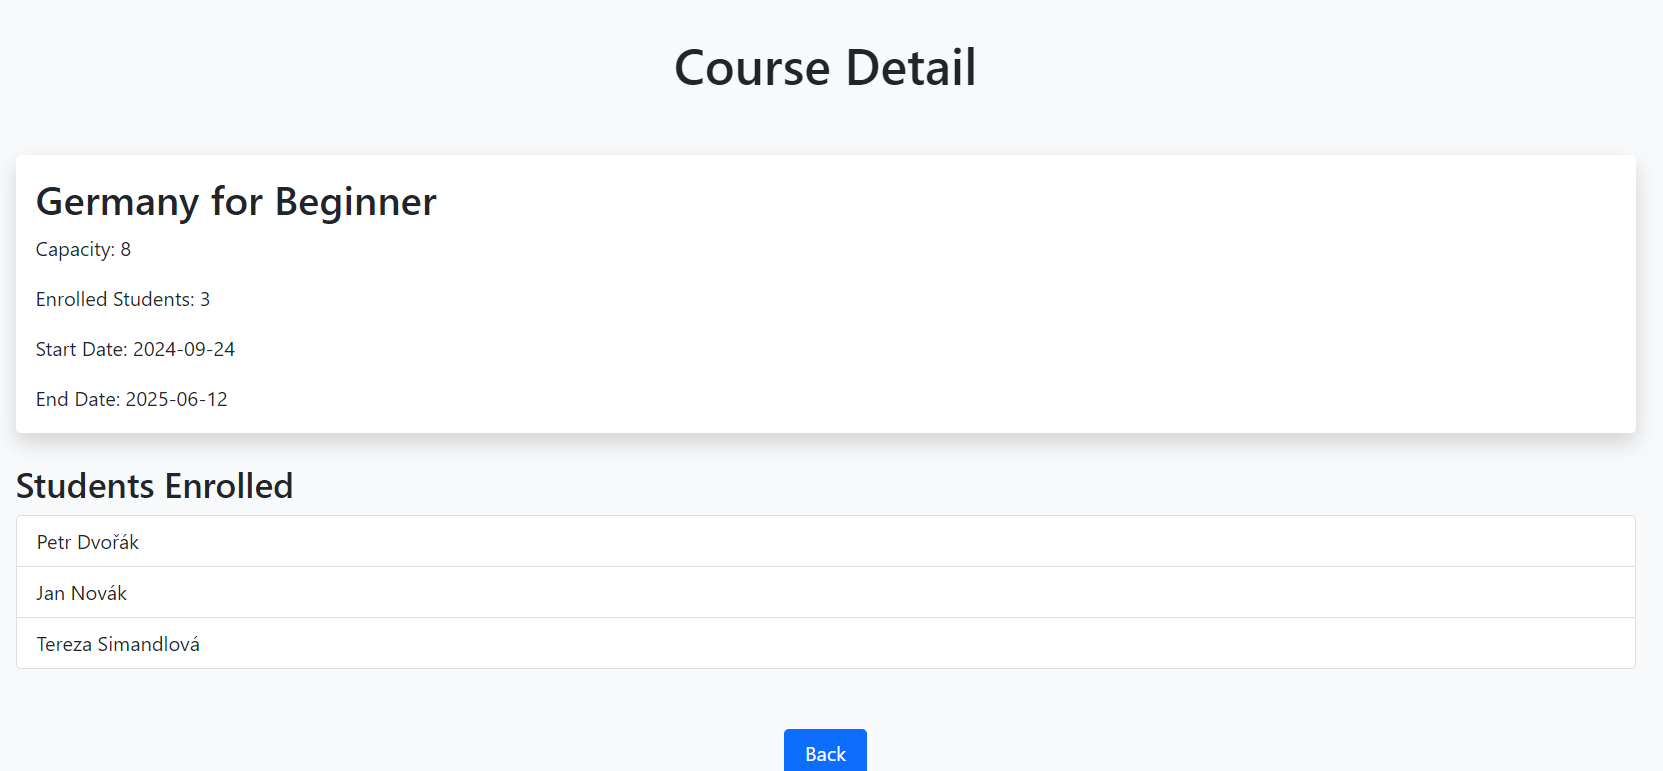 Course Detail
Germany for Beginner
Capacity: 8
Enrolled Students: 3
Start Date: 2024-09-24
End Date: 2025-06-12
Students Enrolled
Petr Dvořák
Jan Novák
Tereza Simandlová
Back